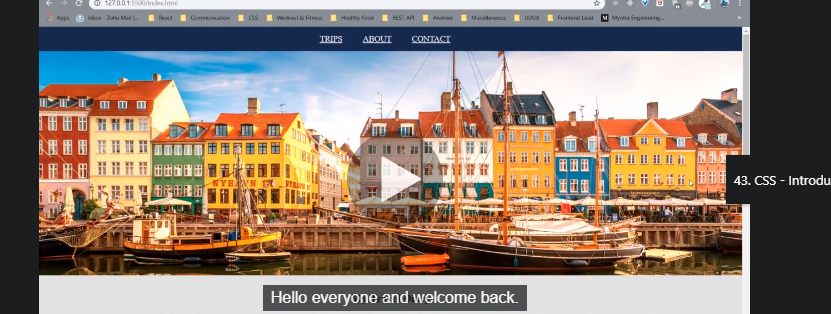 127.0.0.1:5500/index.html
Apps Inbox - Zoho Mail (... React Communication CSS Workout & Fitness Healthy Food REST API Android Miscellaneous UI/UX Frontend Lead M Myntra Engineering...
TRIPS ABOUT CONTACT
43. CSS - Introdu
NYHAVN 17
Hello everyone and welcome back.